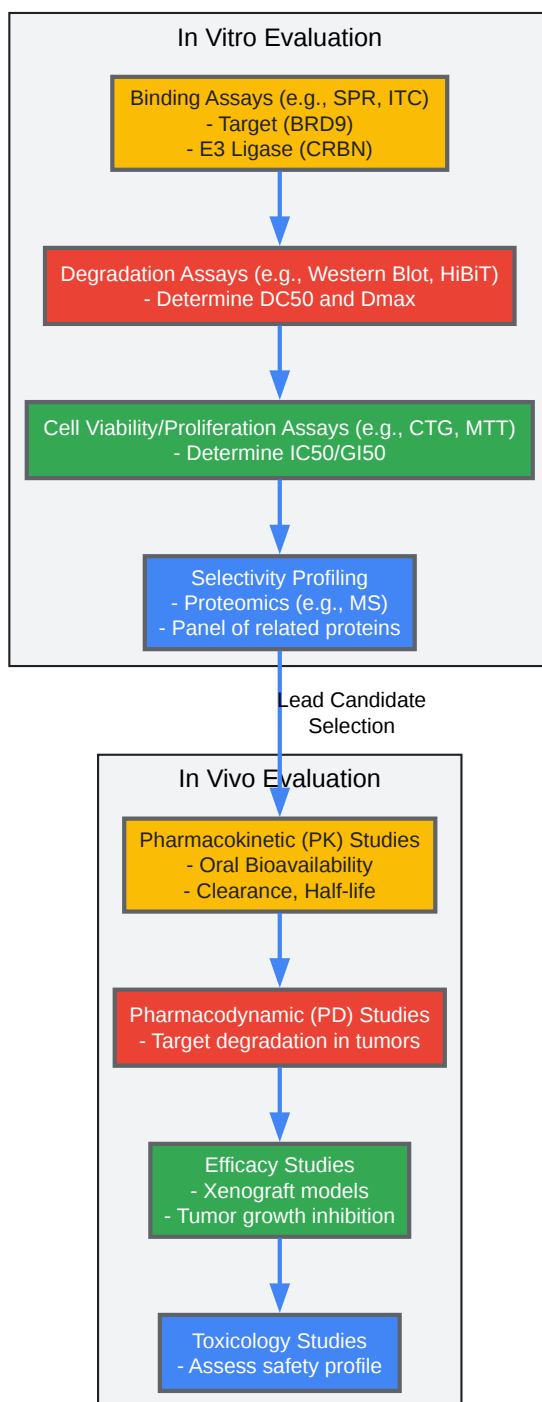 In Vitro Evaluation
Binding Assays (e.g., SPR, ITC)
- Target (BRD9)
- E3 Ligase (CRBN)
Degradation Assays (e.g., Western Blot, HiBiT)
- Determine DC50 and Dmax
Cell Viability/Proliferation Assays (e.g., CTG, MTT)
- Determine IC50/GI50
Selectivity Profiling
- Proteomics (e.g., MS)
- Panel of related proteins
Lead Candidate
Selection
In Vivo Evaluation
Pharmacokinetic (PK) Studies
- Oral Bioavailability
- Clearance, Half-life
Pharmacodynamic (PD) Studies
- Target degradation in tumors
Efficacy Studies
- Xenograft models
- Tumor growth inhibition
Toxicology Studies
- Assess safety profile